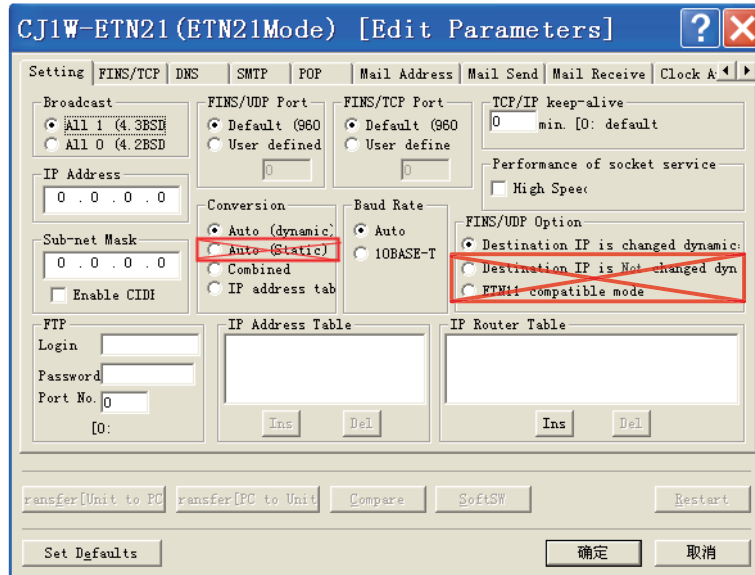 CJ1W-ETN21(ETN21Mode) [Edit Parameters]
Setting FINS/TCP DNS SMTP POP Mail Address Mail Send Mail Receive Clock A
Broadcast
All 1 (4.3BSD
All 0 (4.2BSD
IP Address
0 . 0 . 0 . 0
Sub-net Mask
0 . 0 . 0 . 0
Enable CIDR
FINS/UDP Port
Default (960
User defined
0
FINS/TCP Port
Default (960
User define
0
TCP/IP keep-alive
0 min. [0: default
Performance of socket service
High Speed
Conversion
Auto (dynamic)
Auto (Static)
Combined
IP address tab
Baud Rate
Auto
10BASE-T
FINS/UDP Option
Destination IP is changed dynamic
Destination IP is Not changed dyn
ETN11 compatible mode
FTP
Login
Password
Port No. 0
[0:
IP Address Table
Ins Del
IP Router Table
Ins Del
ransfer[Unit to PC ransfer[PC to Unit Compare SoftSW Restart
Set Defaults 确定 取消